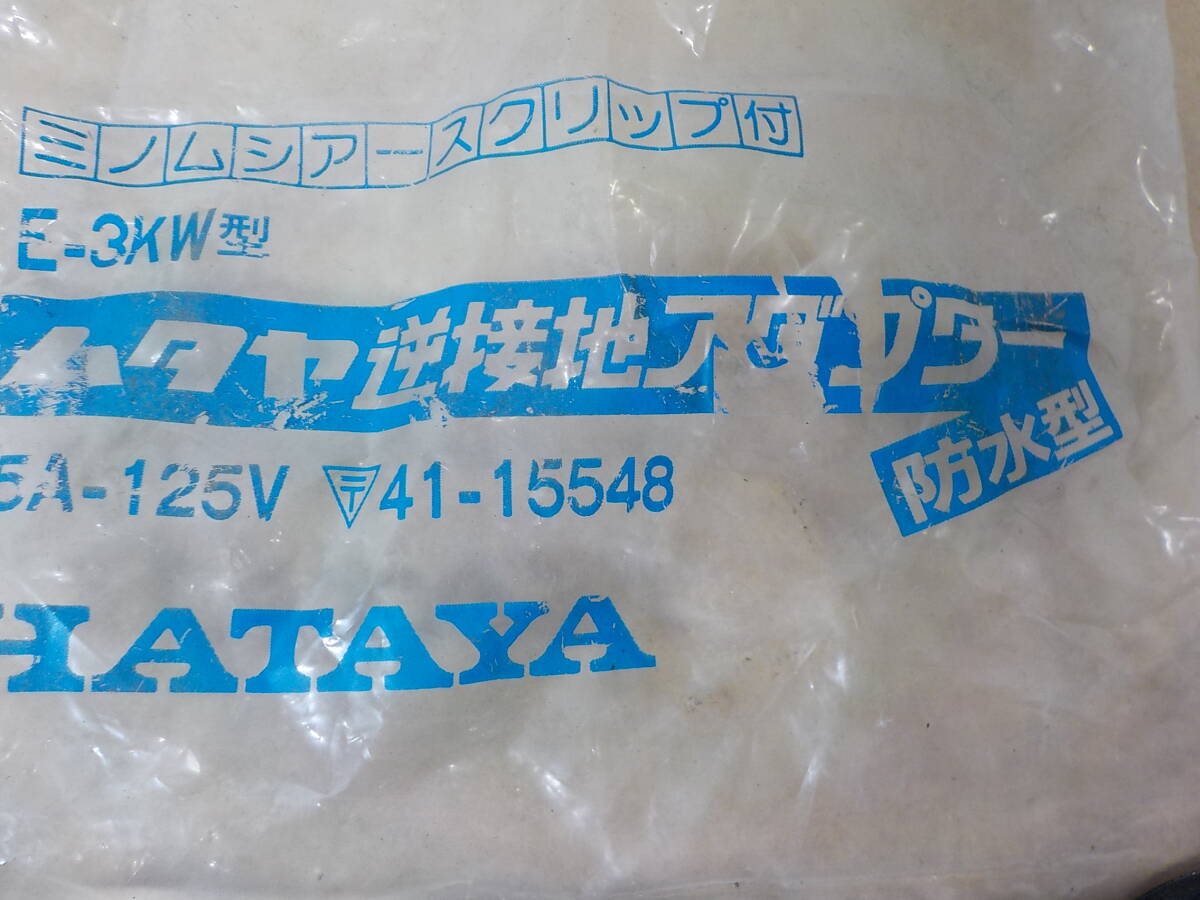 ミノムシアースクリップ付
E-3KW型
ハタヤ逆接地アダプター
防水型
5A-125V 〒41-15548
HATAYA